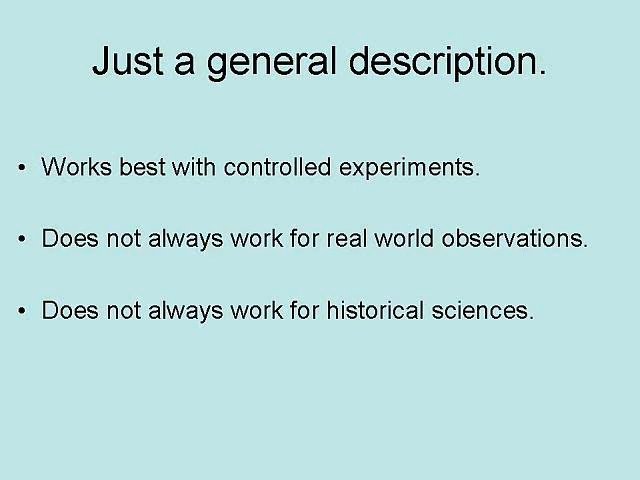 Just a general description.
• Works best with controlled experiments.
• Does not always work for real world observations.
• Does not always work for historical sciences.